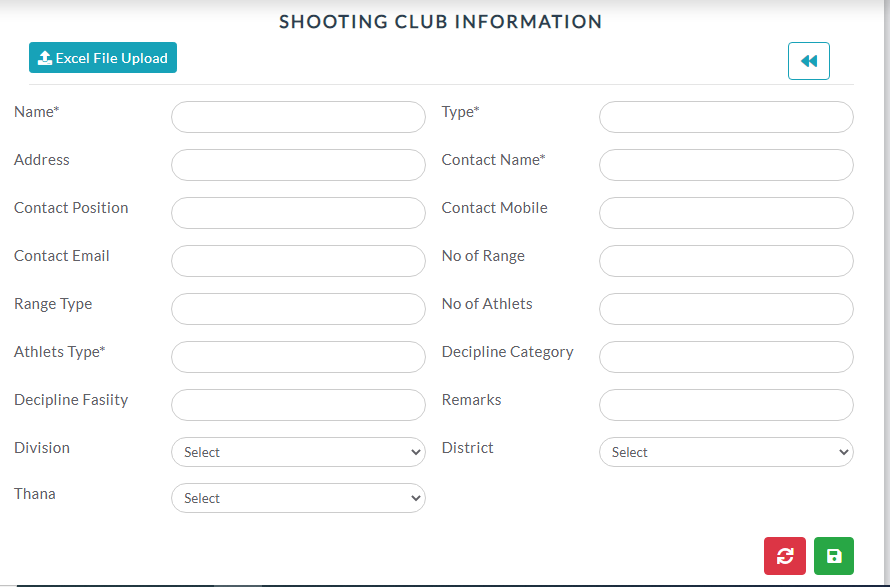 SHOOTING CLUB INFORMATION
Excel File Upload
Name*
Type*
Address
Contact Name*
Contact Position
Contact Mobile
Contact Email
No of Range
Range Type
No of Athlets
Athlets Type*
Decipline Category
Decipline Fasiity
Remarks
Division
Select
District
Select
Thana
Select